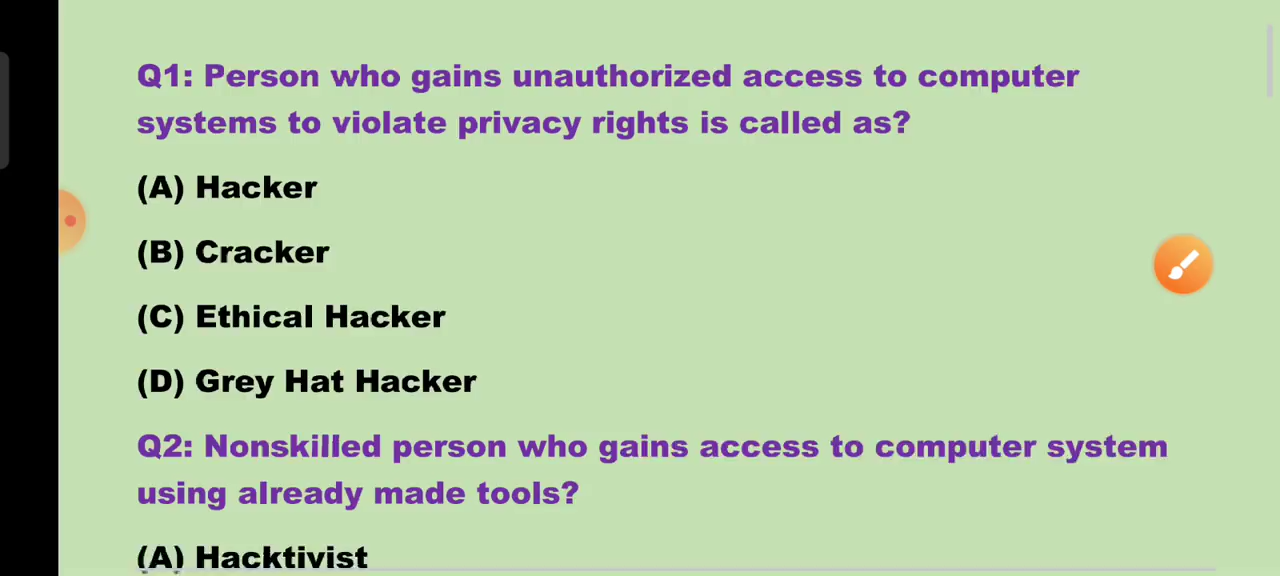 Q1: Person who gains unauthorized access to computer
systems to violate privacy rights is called as?
(A) Hacker
(B) Cracker
(C) Ethical Hacker
(D) Grey Hat Hacker
Q2: Nonskilled person who gains access to computer system
using already made tools?
(A) Hacktivist